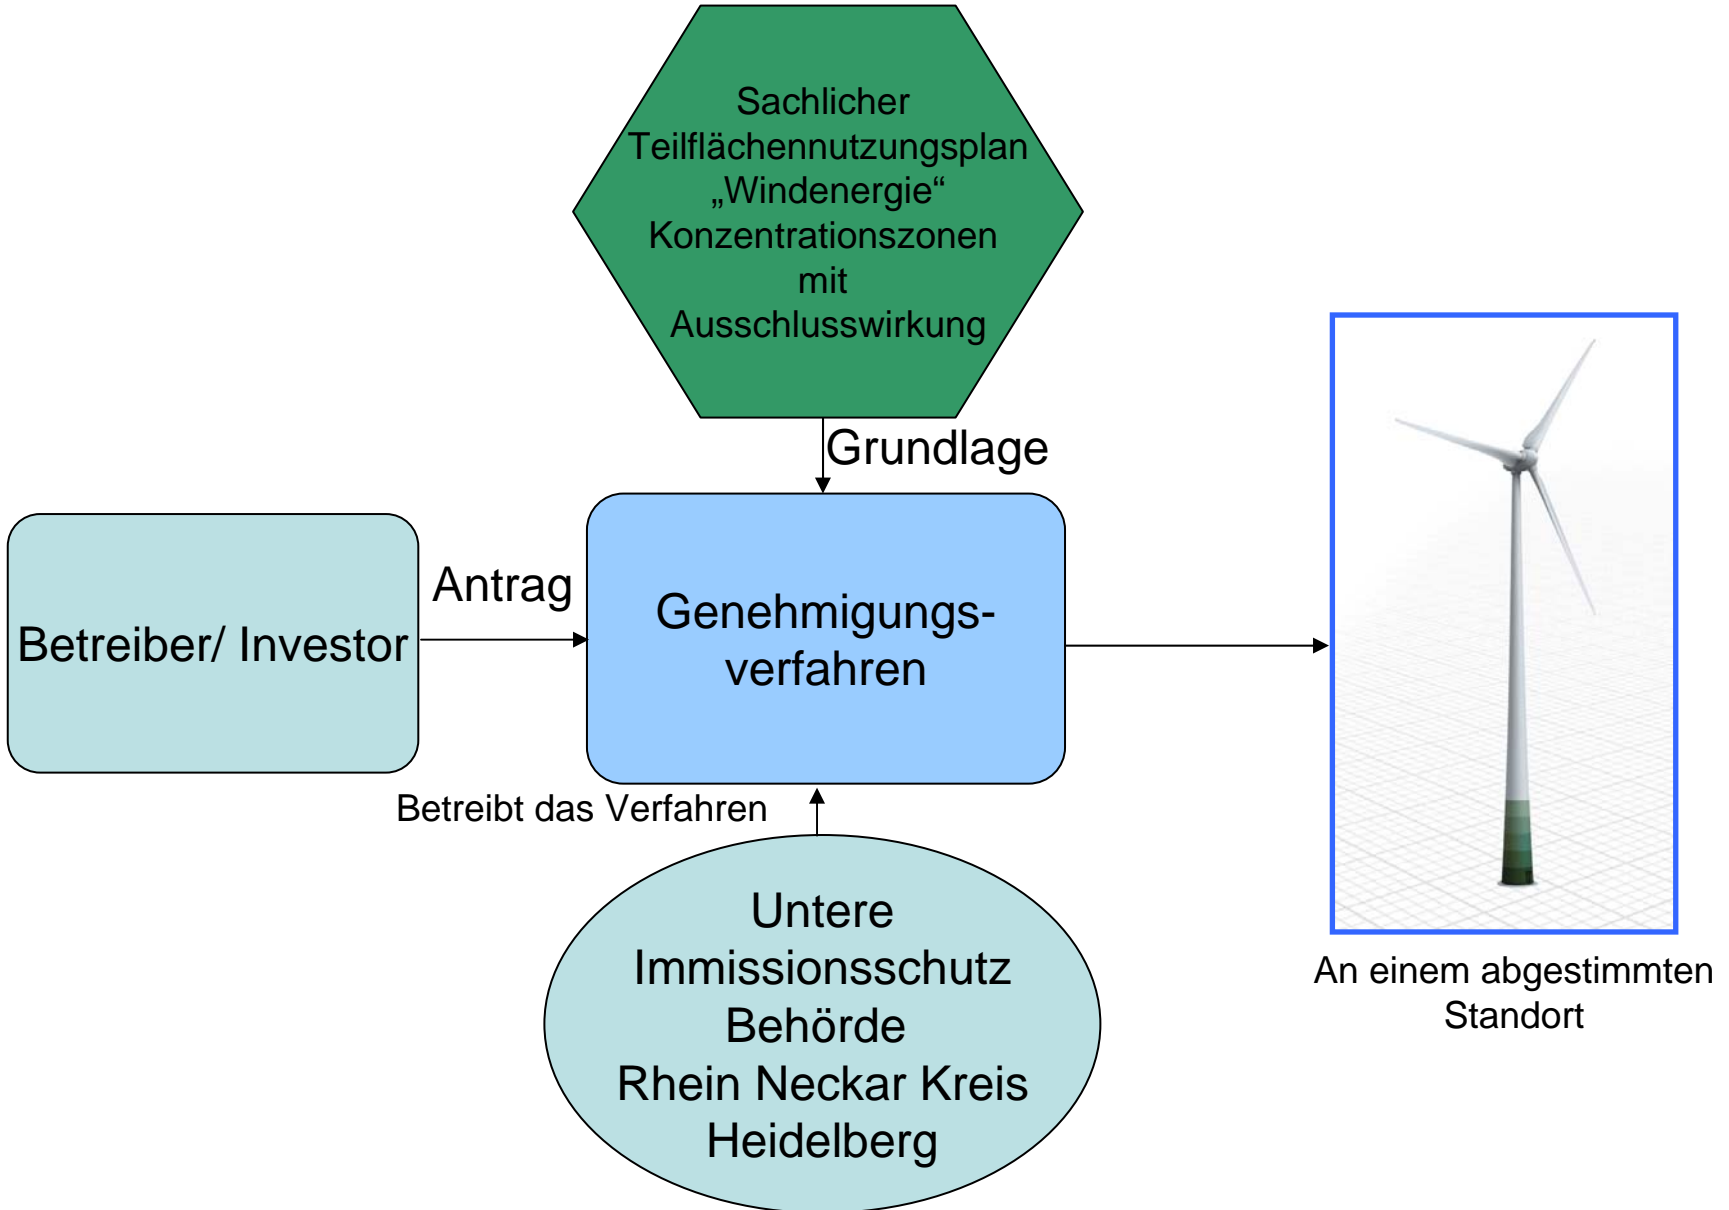 Sachlicher
Teilflächennutzungsplan
„Windenergie“
Konzentrationszonen
mit
Ausschlusswirkung
Grundlage
Betreiber/ Investor
Antrag
Genehmigungs-
verfahren
Betreibt das Verfahren
Untere
Immissionsschutz
Behörde
Rhein Neckar Kreis
Heidelberg
An einem abgestimmten
Standort